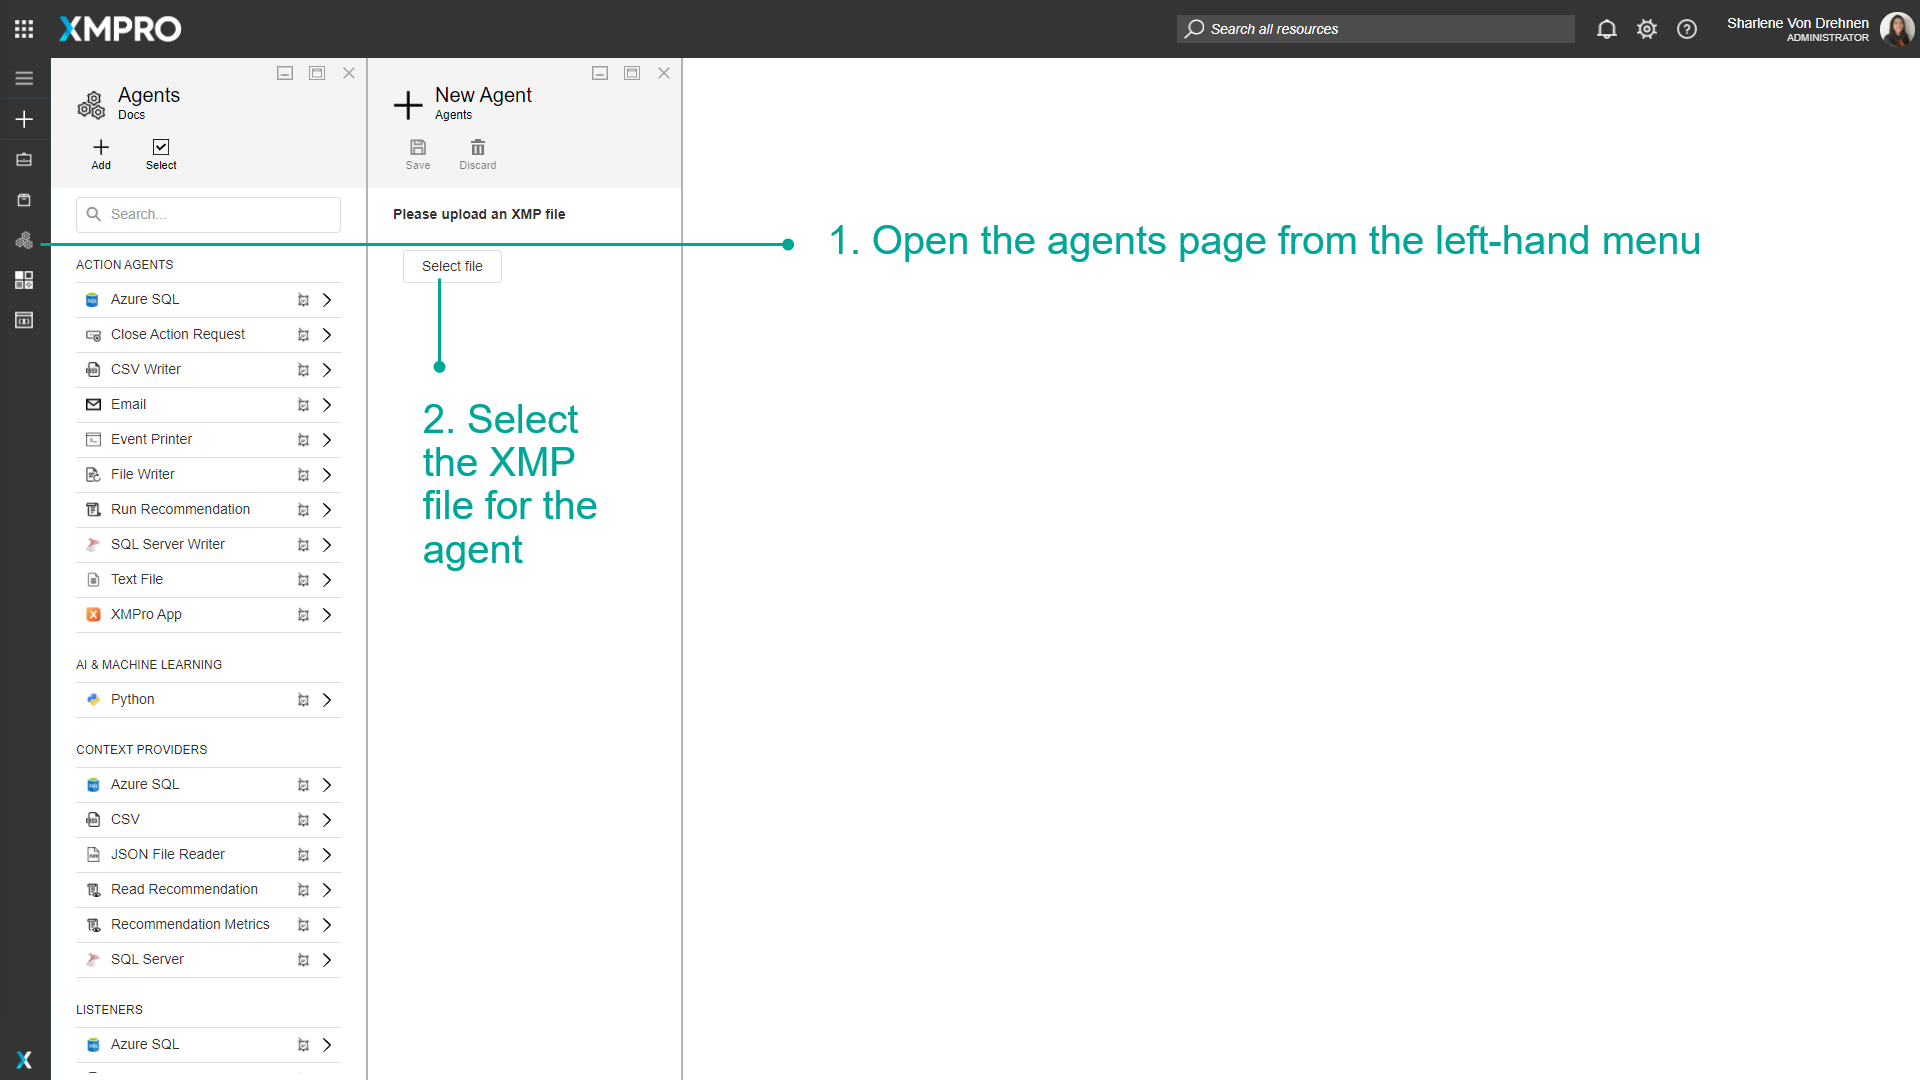 XMPRO
Search all resources
Sharlene Von Drehnen
ADMINISTRATOR
Agents
Docs
Add
Select
Search...
ACTION AGENTS
Azure SQL
Close Action Request
CSV Writer
Email
Event Printer
File Writer
Run Recommendation
SQL Server Writer
Text File
XMPro App
AI & MACHINE LEARNING
Python
CONTEXT PROVIDERS
Azure SQL
CSV
JSON File Reader
Read Recommendation
Recommendation Metrics
SQL Server
LISTENERS
Azure SQL
New Agent
Agents
Save
Discard
Please upload an XMP file
Select file
1. Open the agents page from the left-hand menu
2. Select
the XMP
file for the
agent